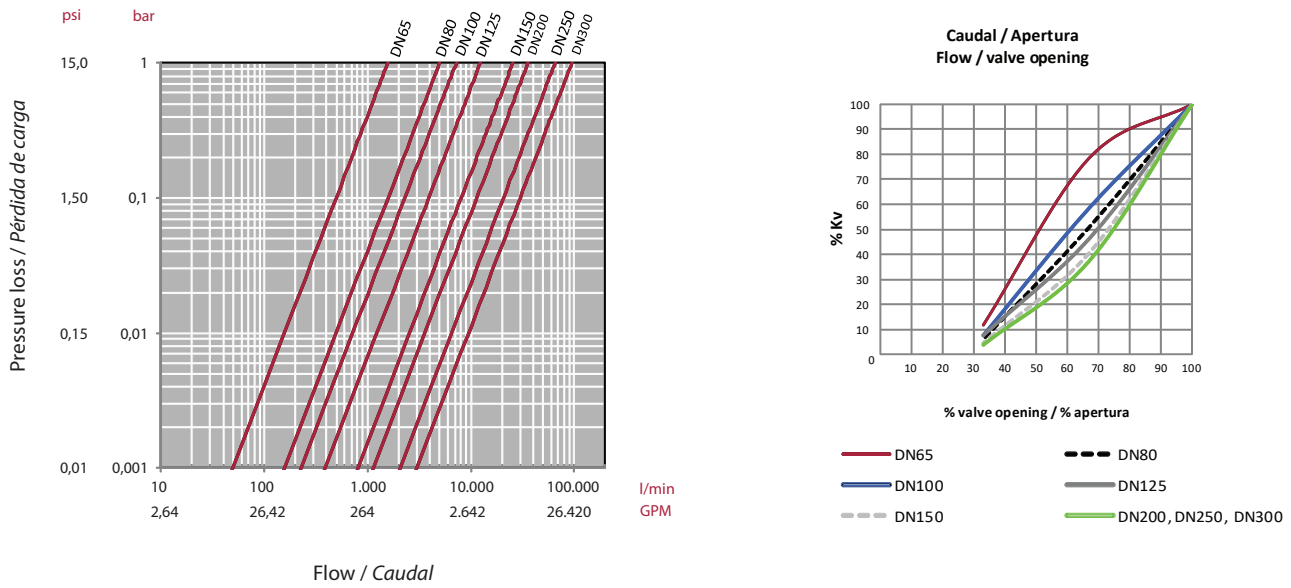 psi bar
DN65 DN80 DN100 DN125 DN150 DN200 DN250 DN300
15,0 1
1,50 0,1
0,15 0,01
0,01 0,001
Pressure loss / Pérdida de carga
10 100 1.000 10.000 100.000 l/min
2,64 26,42 264 2.642 26.420 GPM
Flow / Caudal
Caudal / Apertura
Flow / valve opening
100
90
80
70
60
50
40
30
20
10
0
% Kv
10 20 30 40 50 60 70 80 90 100
% valve opening / % apertura
DN65 DN80
DN100 DN125
DN150 DN200, DN250, DN300